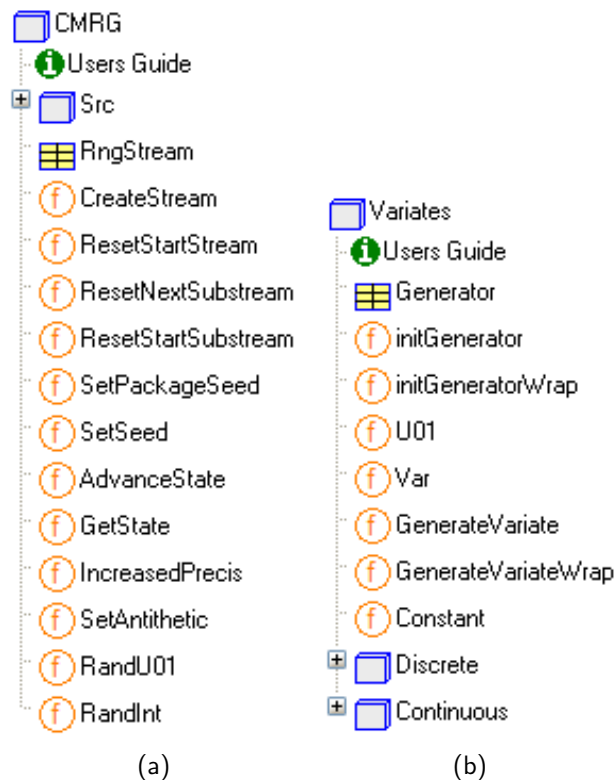 CMRG
Users Guide
Src
RngStream
CreateStream
ResetStartStream
ResetNextSubstream
ResetStartSubstream
SetPackageSeed
SetSeed
AdvanceState
GetState
IncreasedPrecis
SetAntithetic
RandU01
RandInt
(a)
Variates
Users Guide
Generator
initGenerator
initGeneratorWrap
U01
Var
GenerateVariate
GenerateVariateWrap
Constant
Discrete
Continuous
(b)